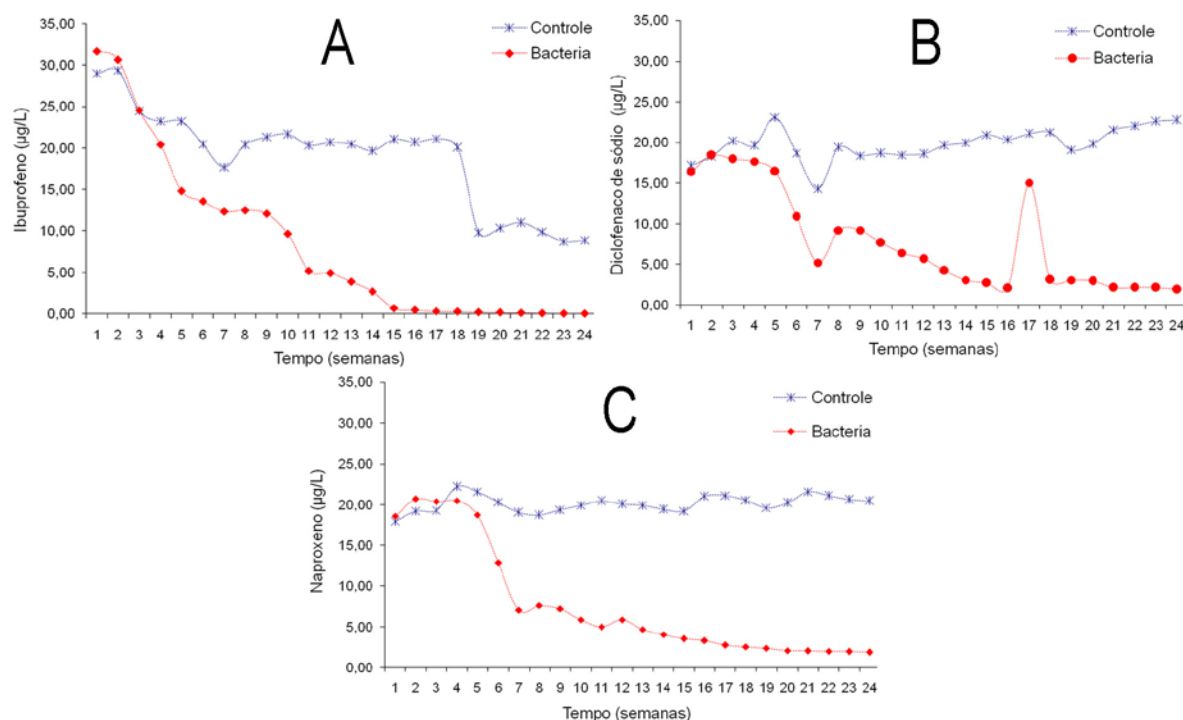 A
Controle
Bacteria
35,00
30,00
25,00
20,00
15,00
10,00
5,00
0,00
Ibuprofeno (µg/L)
1 2 3 4 5 6 7 8 9 10 11 12 13 14 15 16 17 18 19 20 21 22 23 24
Tempo (semanas)
B
Controle
Bacteria
35,00
30,00
25,00
20,00
15,00
10,00
5,00
0,00
Diclofenaco de sódio (µg/L)
1 2 3 4 5 6 7 8 9 10 11 12 13 14 15 16 17 18 19 20 21 22 23 24
Tempo (semanas)
C
Controle
Bacteria
35,00
30,00
25,00
20,00
15,00
10,00
5,00
0,00
Naproxeno (µg/L)
1 2 3 4 5 6 7 8 9 10 11 12 13 14 15 16 17 18 19 20 21 22 23 24
Tempo (semanas)